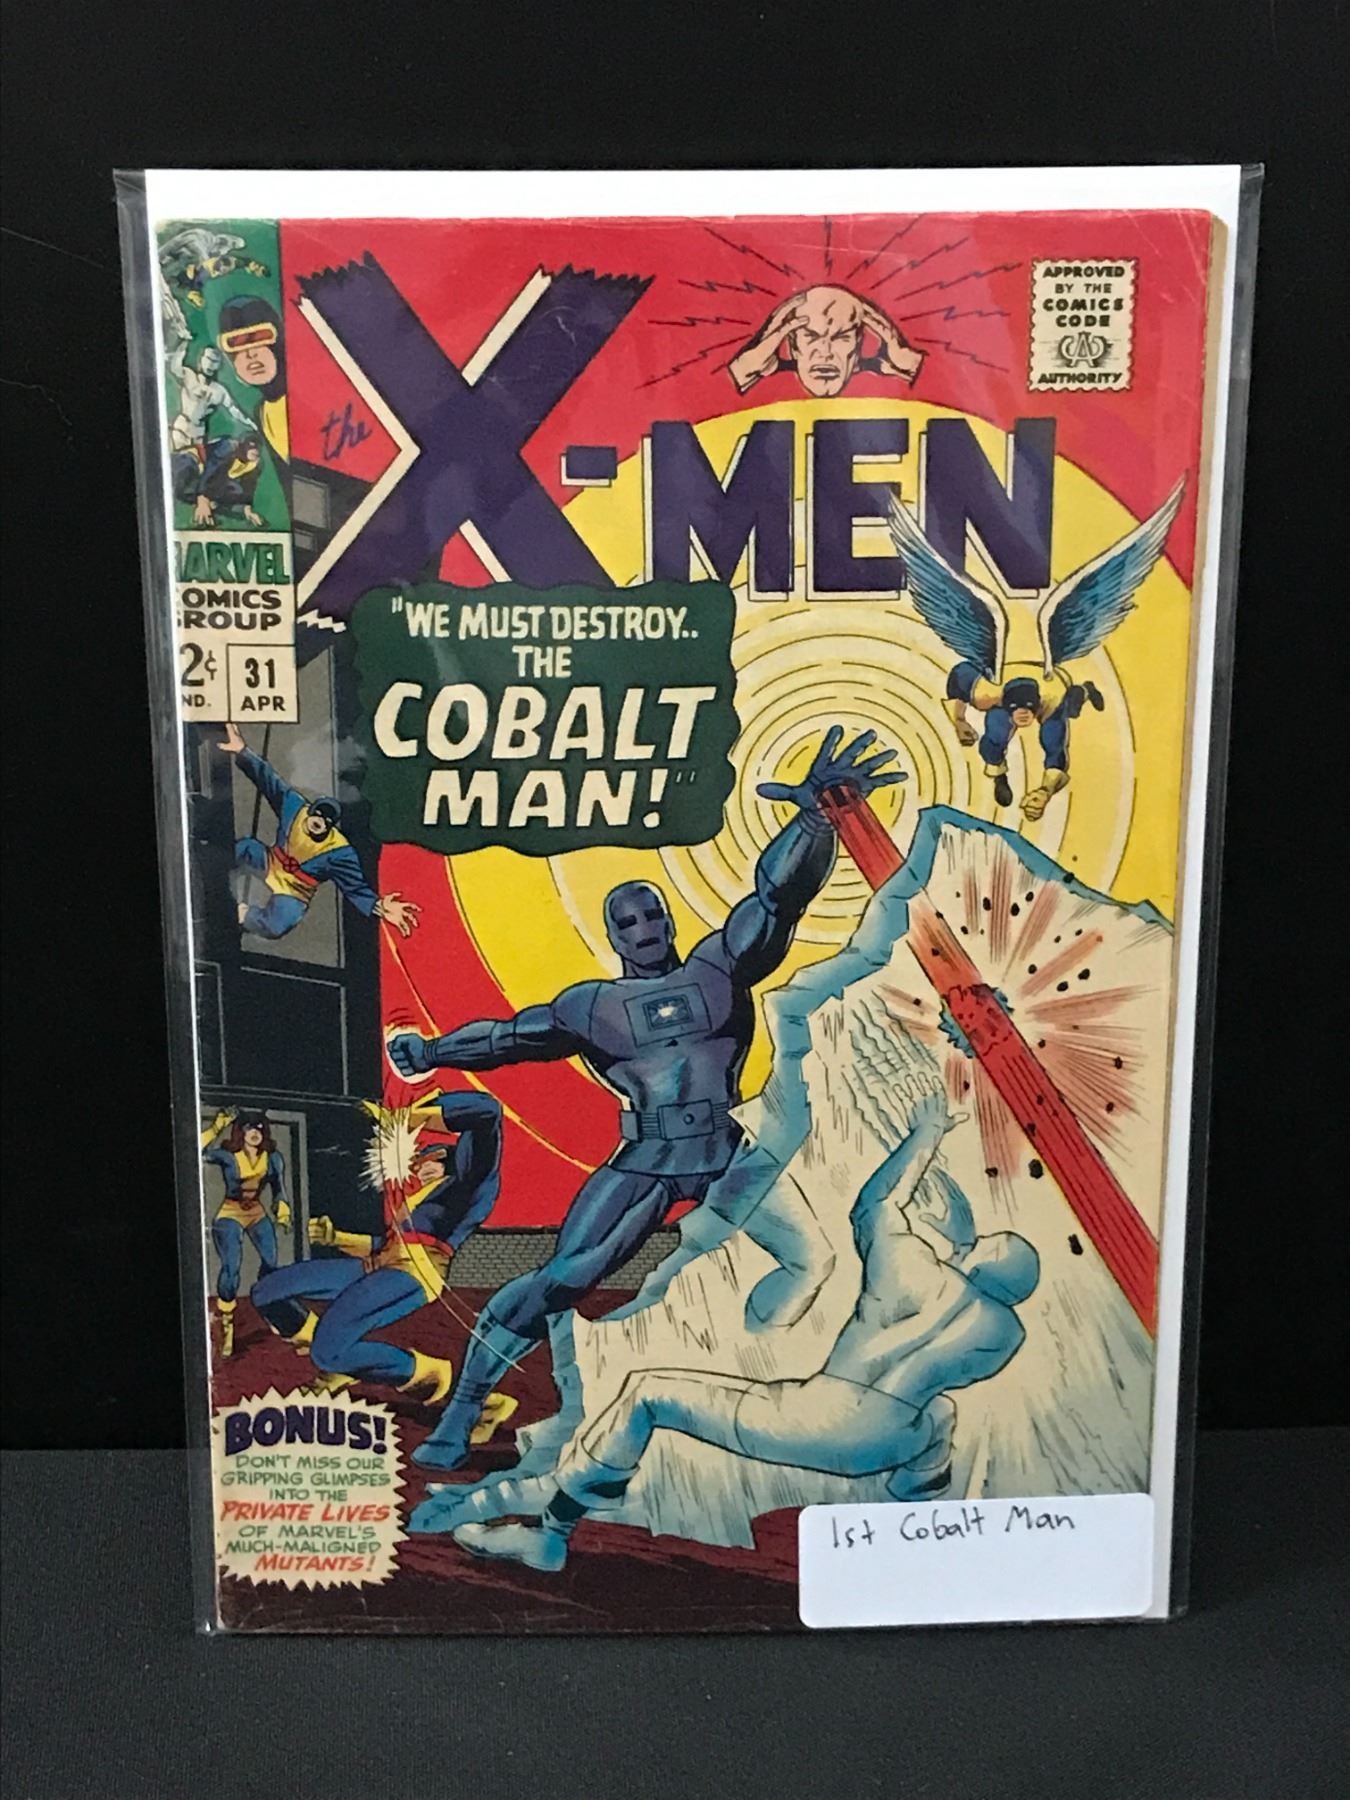 the
X-MEN
APPROVED
BY THE
COMICS
CODE
CA
AUTHORITY
MARVEL
COMICS
GROUP
2¢
ND.
31
APR
"WE MUST DESTROY..
THE
COBALT
MAN!"
BONUS!
DON'T MISS OUR
GRIPPING GLIMPSES
INTO THE
PRIVATE LIVES
OF MARVEL'S
MUCH-MALIGNED
MUTANTS!
1st Cobalt Man